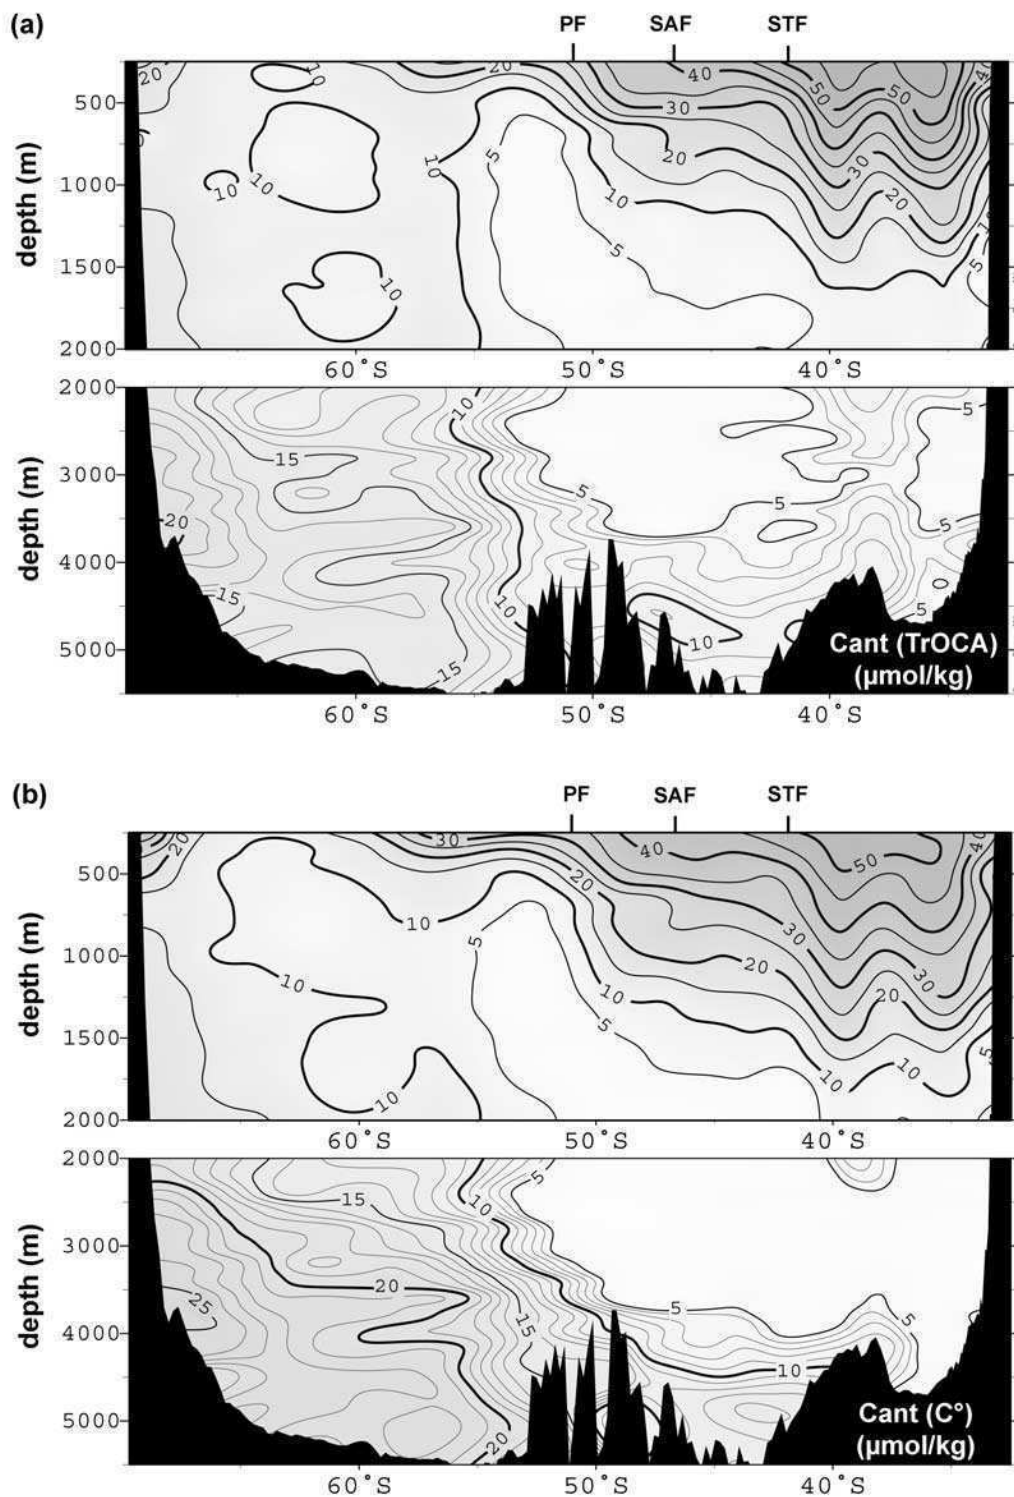 (a)
PF SAF STF
20 10 20 40 50 50 4
500 30
depth (m)
1000 10 10 10 5 20 10 30 20
1500 10 5 5
2000
60°S 50°S 40°S
2000 10 5
depth (m)
3000 15 5 5
20 5
4000
15 10 5
5000 15 10
Cant (TrOCA)
(µmol/kg)
60°S 50°S 40°S
(b)
PF SAF STF
20 30 40 50 40
500 20
10 30
depth (m)
1000 10 5 20 30
10 20
1500 5 10 5
10 10
2000
60°S 50°S 40°S
2000 5
15 10
depth (m)
3000
20
25 15 5 5
4000
10
5000 20
Cant (C°)
(µmol/kg)
60°S 50°S 40°S